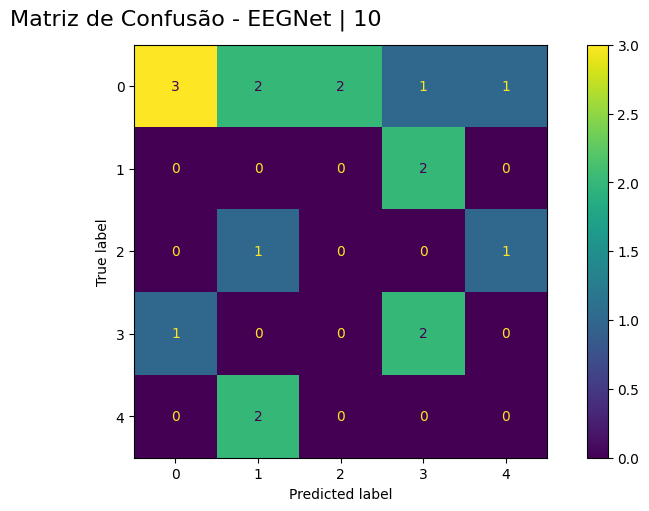 Matriz de Confusão - EEGNet | 10
0 3 2 2 1 1
1 0 0 0 2 0
2 0 1 0 0 1
3 1 0 0 2 0
4 0 2 0 0 0
0 1 2 3 4
Predicted label
True label
3.0
2.5
2.0
1.5
1.0
0.5
0.0